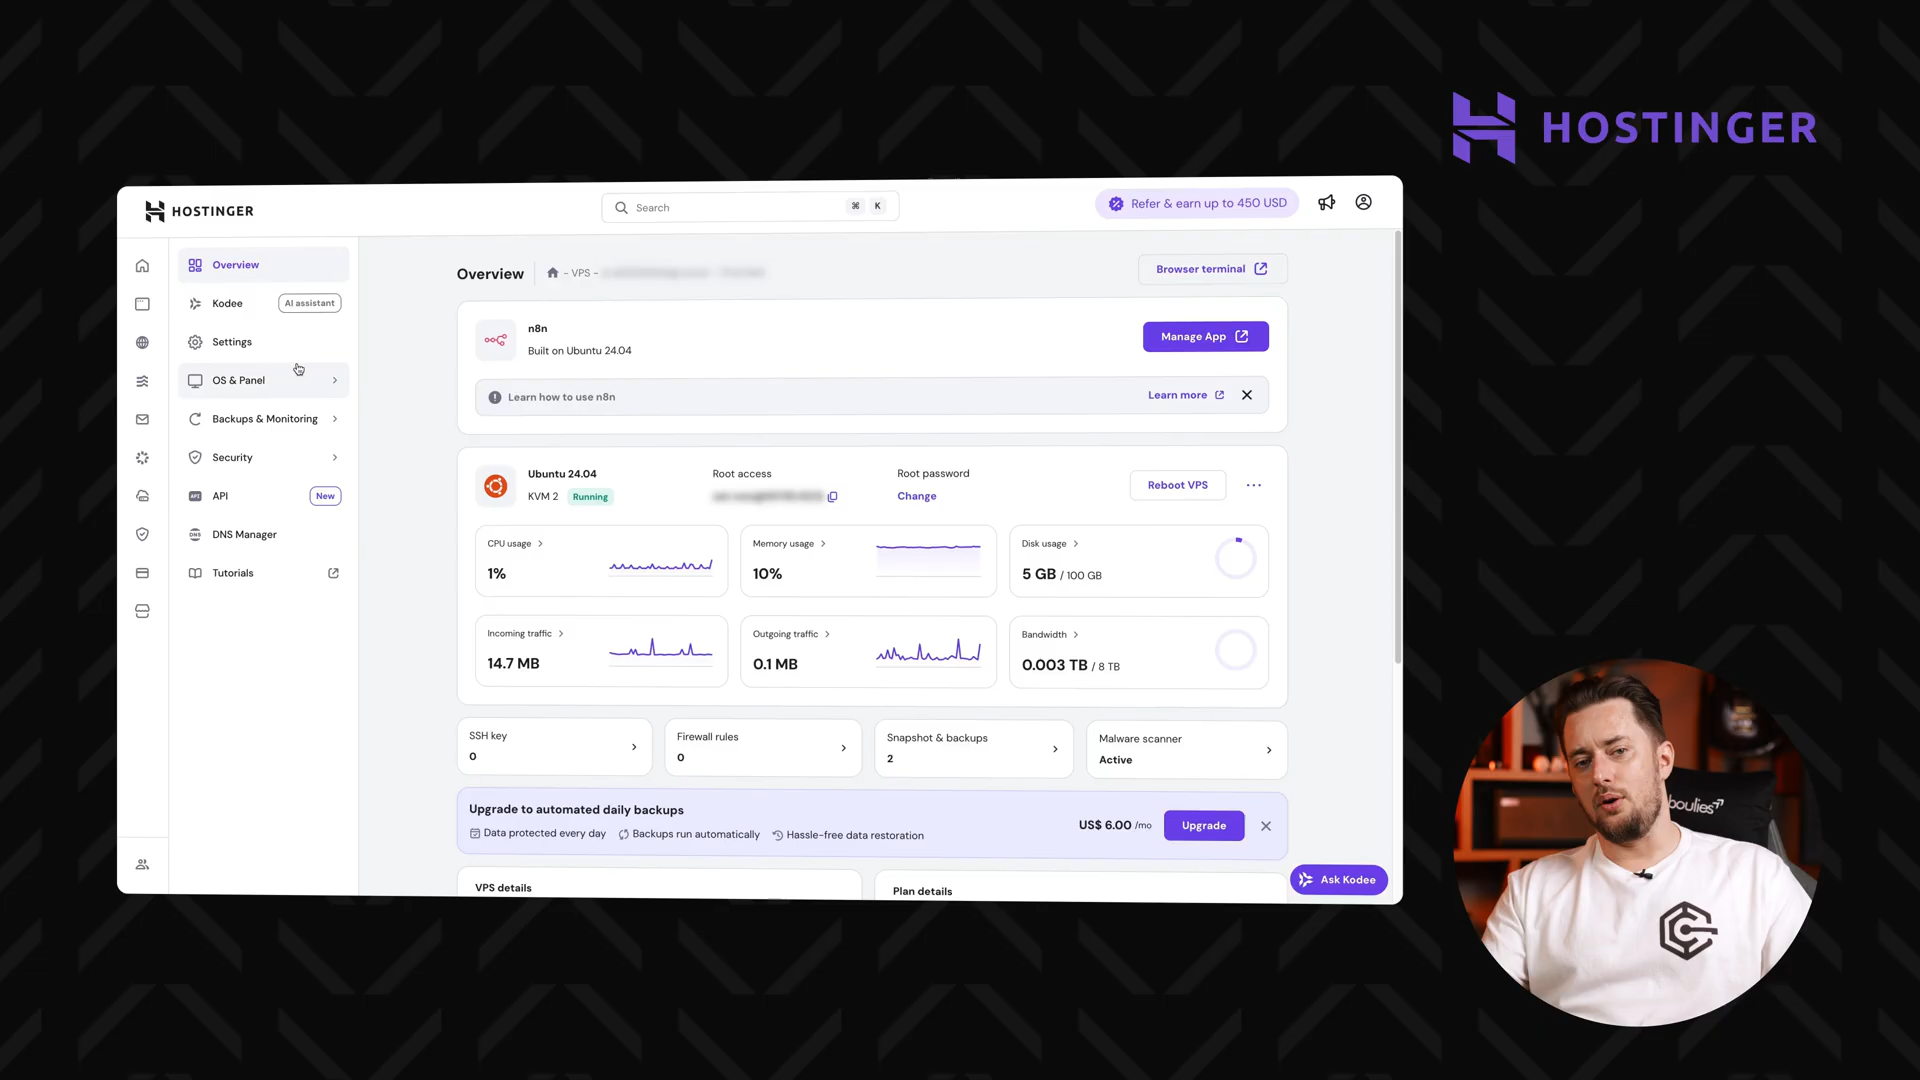 HOSTINGER
HOSTINGER
Search
⌘ K
Refer & earn up to 450 USD
Overview
Kodee
AI assistant
Settings
OS & Panel
Backups & Monitoring
Security
API
New
DNS Manager
Tutorials
Overview
- VPS -
Browser terminal
n8n
Built on Ubuntu 24.04
Manage App
Learn how to use n8n
Learn more
Ubuntu 24.04
KVM 2
Running
Root access
Root password
Change
Reboot VPS
CPU usage
1%
Memory usage
10%
Disk usage
5 GB / 100 GB
Incoming traffic
14.7 MB
Outgoing traffic
0.1 MB
Bandwidth
0.003 TB / 8 TB
SSH key
0
Firewall rules
0
Snapshot & backups
2
Malware scanner
Active
Upgrade to automated daily backups
Data protected every day
Backups run automatically
Hassle-free data restoration
US$ 6.00 /mo
Upgrade
VPS details
Plan details
Ask Kodee
boulies